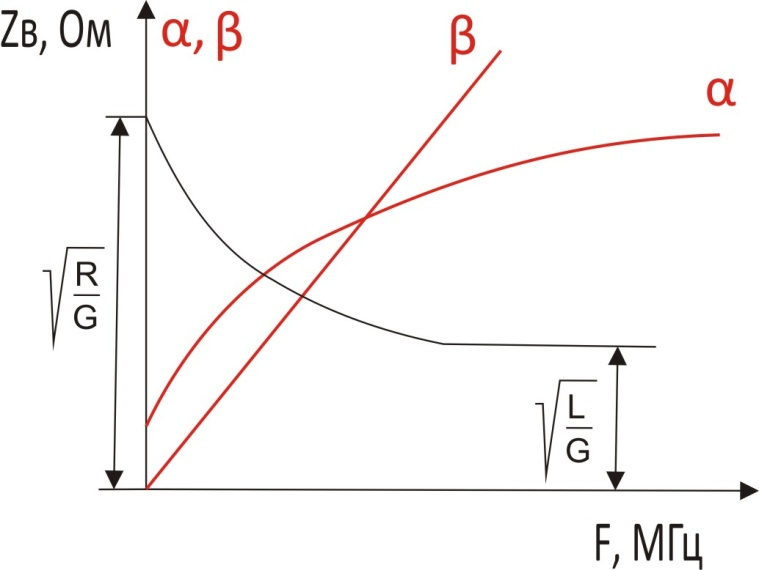 Zв, Ом
α, β
β
α
√R/G
√L/G
F, МГц